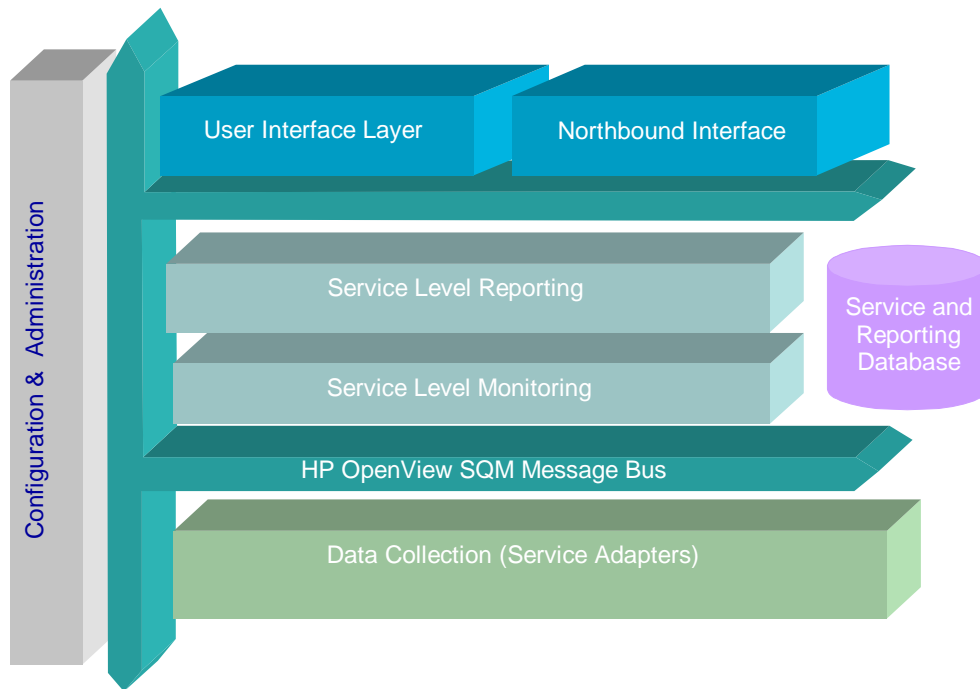 Configuration & Administration
User Interface Layer
Northbound Interface
Service Level Reporting
Service and
Reporting
Database
Service Level Monitoring
HP OpenView SQM Message Bus
Data Collection (Service Adapters)